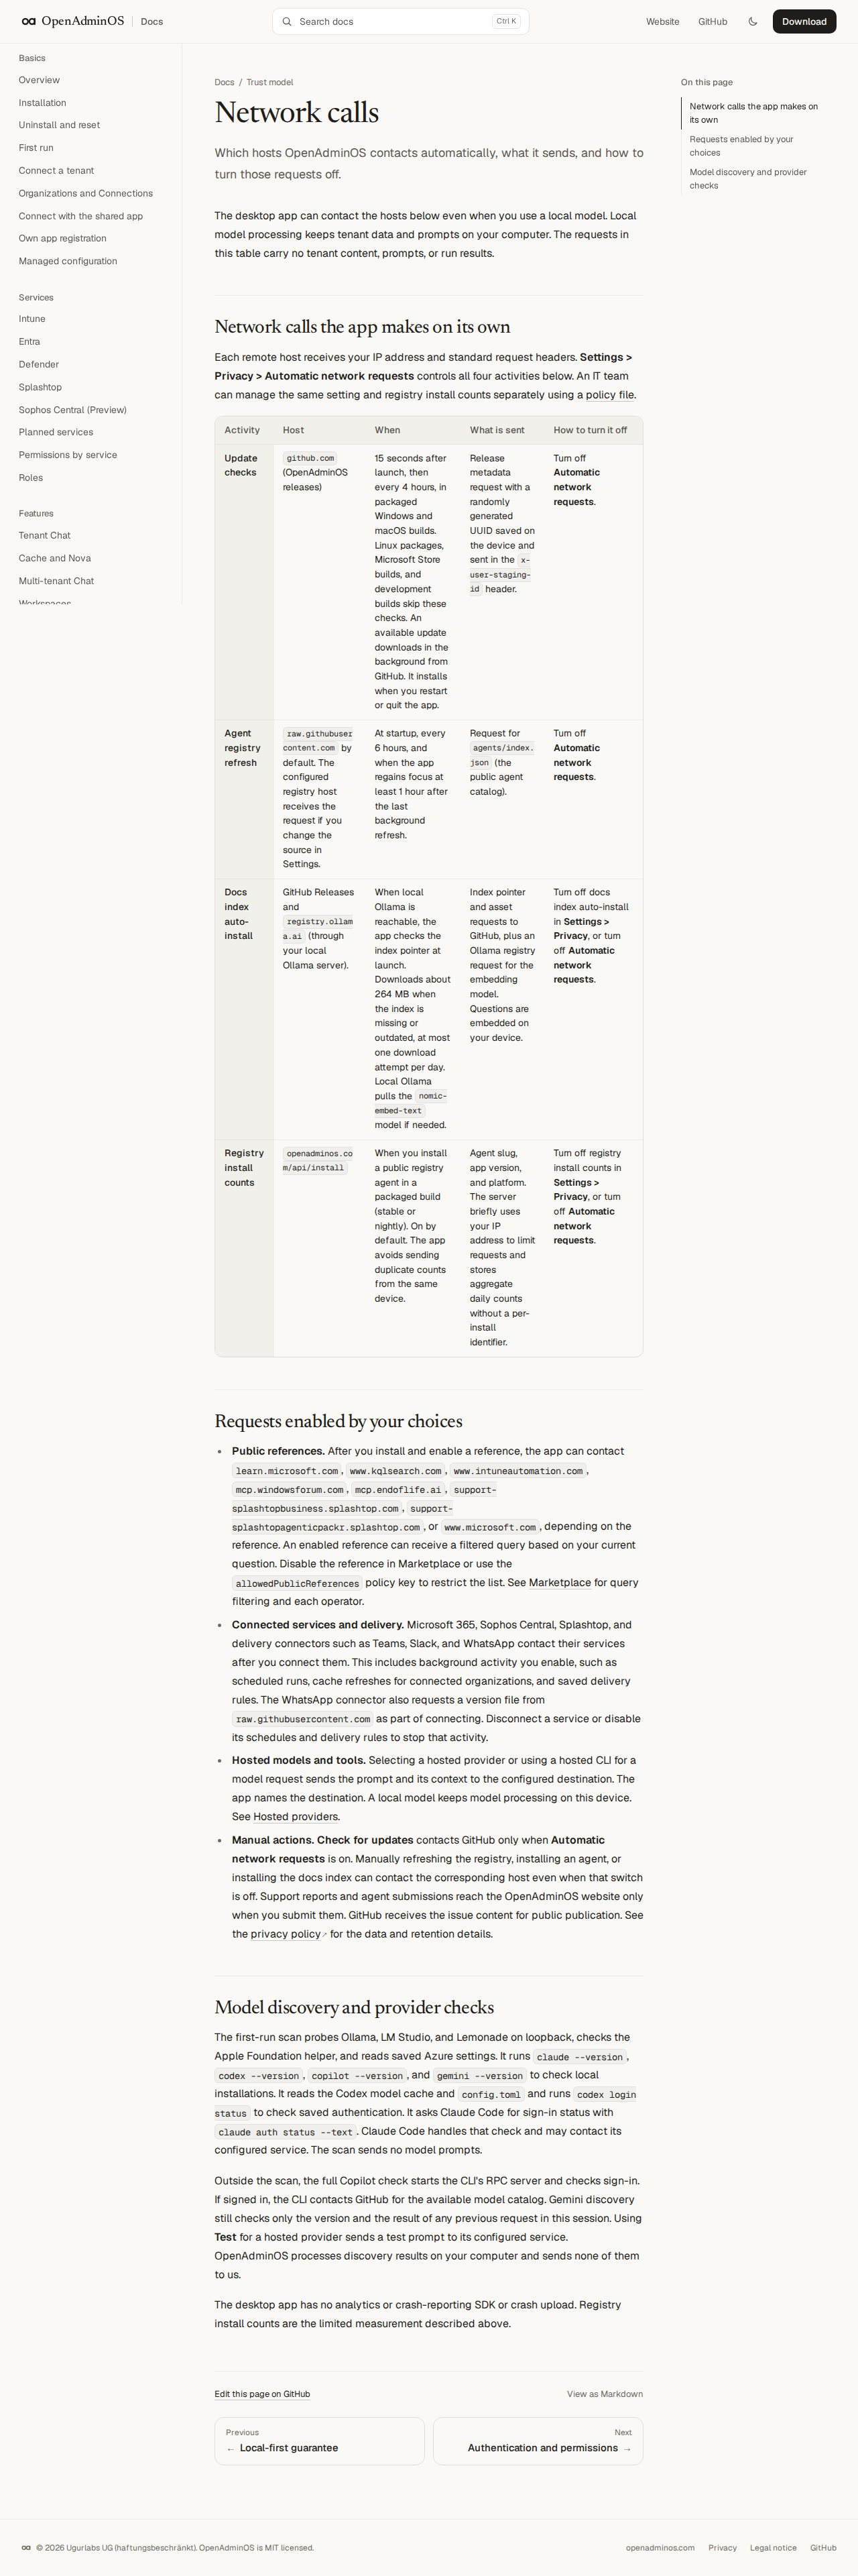 OpenAdminOS
Docs
Search docs
Ctrl K
Website
GitHub
Download
Basics
Overview
Installation
Uninstall and reset
First run
Connect a tenant
Organizations and Connections
Connect with the shared app
Own app registration
Managed configuration
Services
Intune
Entra
Defender
Splashtop
Sophos Central (Preview)
Planned services
Permissions by service
Roles
Features
Tenant Chat
Cache and Nova
Multi-tenant Chat
Workspaces
Docs / Trust model
Network calls
Which hosts OpenAdminOS contacts automatically, what it sends, and how to
turn those requests off.
The desktop app can contact the hosts below even when you use a local model. Local
model processing keeps tenant data and prompts on your computer. The requests in
this table carry no tenant content, prompts, or run results.
Network calls the app makes on its own
Each remote host receives your IP address and standard request headers. Settings >
Privacy > Automatic network requests controls all four activities below. An IT team
can manage the same setting and registry install counts separately using a policy file.
Activity
Host
When
What is sent
How to turn it off
Update
checks
github.com
(OpenAdminOS
releases)
15 seconds after
launch, then
every 4 hours, in
packaged
Windows and
macOS builds.
Linux packages,
Microsoft Store
builds, and
development
builds skip these
checks. An
available update
downloads in the
background from
GitHub. It installs
when you restart
or quit the app.
Release
metadata
request with a
randomly
generated
UUID saved on
the device and
sent in the x-
user-staging-
id header.
Turn off
Automatic
network
requests.
Agent
registry
refresh
raw.githubuser
content.com by
default. The
configured
registry host
receives the
request if you
change the
source in
Settings.
At startup, every
6 hours, and
when the app
regains focus at
least 1 hour after
the last
background
refresh.
Request for
agents/index.
json (the
public agent
catalog).
Turn off
Automatic
network
requests.
Docs
index
auto-
install
GitHub Releases
and
registry.ollam
a.ai (through
your local
Ollama server).
When local
Ollama is
reachable, the
app checks the
index pointer at
launch.
Downloads about
264 MB when
the index is
missing or
outdated, at most
one download
attempt per day.
Local Ollama
pulls the nomic-
embed-text
model if needed.
Index pointer
and asset
requests to
GitHub, plus an
Ollama registry
request for the
embedding
model.
Questions are
embedded on
your device.
Turn off docs
index auto-install
in Settings >
Privacy, or turn
off Automatic
network
requests.
Registry
install
counts
openadminos.co
m/api/install
When you install
a public registry
agent in a
packaged build
(stable or
nightly). On by
default. The app
avoids sending
duplicate counts
from the same
device.
Agent slug,
app version,
and platform.
The server
briefly uses
your IP
address to limit
requests and
stores
aggregate
daily counts
without a per-
install
identifier.
Turn off registry
install counts in
Settings >
Privacy, or turn
off Automatic
network
requests.
Requests enabled by your choices
Public references. After you install and enable a reference, the app can contact
learn.microsoft.com, www.kqlsearch.com, www.intuneautomation.com,
mcp.windowsforum.com, mcp.endoflife.ai, support-
splashtopbusiness.splashtop.com, support-
splashtopagenticpackr.splashtop.com, or www.microsoft.com, depending on the
reference. An enabled reference can receive a filtered query based on your current
question. Disable the reference in Marketplace or use the
allowedPublicReferences policy key to restrict the list. See Marketplace for query
filtering and each operator.
Connected services and delivery. Microsoft 365, Sophos Central, Splashtop, and
delivery connectors such as Teams, Slack, and WhatsApp contact their services
after you connect them. This includes background activity you enable, such as
scheduled runs, cache refreshes for connected organizations, and saved delivery
rules. The WhatsApp connector also requests a version file from
raw.githubusercontent.com as part of connecting. Disconnect a service or disable
its schedules and delivery rules to stop that activity.
Hosted models and tools. Selecting a hosted provider or using a hosted CLI for a
model request sends the prompt and its context to the configured destination. The
app names the destination. A local model keeps model processing on this device.
See Hosted providers.
Manual actions. Check for updates contacts GitHub only when Automatic
network requests is on. Manually refreshing the registry, installing an agent, or
installing the docs index can contact the corresponding host even when that switch
is off. Support reports and agent submissions reach the OpenAdminOS website only
when you submit them. GitHub receives the issue content for public publication. See
the privacy policy↗ for the data and retention details.
Model discovery and provider checks
The first-run scan probes Ollama, LM Studio, and Lemonade on loopback, checks the
Apple Foundation helper, and reads saved Azure settings. It runs claude --version,
codex --version, copilot --version, and gemini --version to check local
installations. It reads the Codex model cache and config.toml and runs codex login
status to check saved authentication. It asks Claude Code for sign-in status with
claude auth status --text. Claude Code handles that check and may contact its
configured service. The scan sends no model prompts.
Outside the scan, the full Copilot check starts the CLI's RPC server and checks sign-in.
If signed in, the CLI contacts GitHub for the available model catalog. Gemini discovery
still checks only the version and the result of any previous request in this session. Using
Test for a hosted provider sends a test prompt to its configured service.
OpenAdminOS processes discovery results on your computer and sends none of them
to us.
The desktop app has no analytics or crash-reporting SDK or crash upload. Registry
install counts are the limited measurement described above.
Edit this page on GitHub
View as Markdown
Previous
← Local-first guarantee
Next
Authentication and permissions →
On this page
Network calls the app makes on
its own
Requests enabled by your
choices
Model discovery and provider
checks
© 2026 Ugurlabs UG (haftungsbeschränkt). OpenAdminOS is MIT licensed.
openadminos.com
Privacy
Legal notice
GitHub